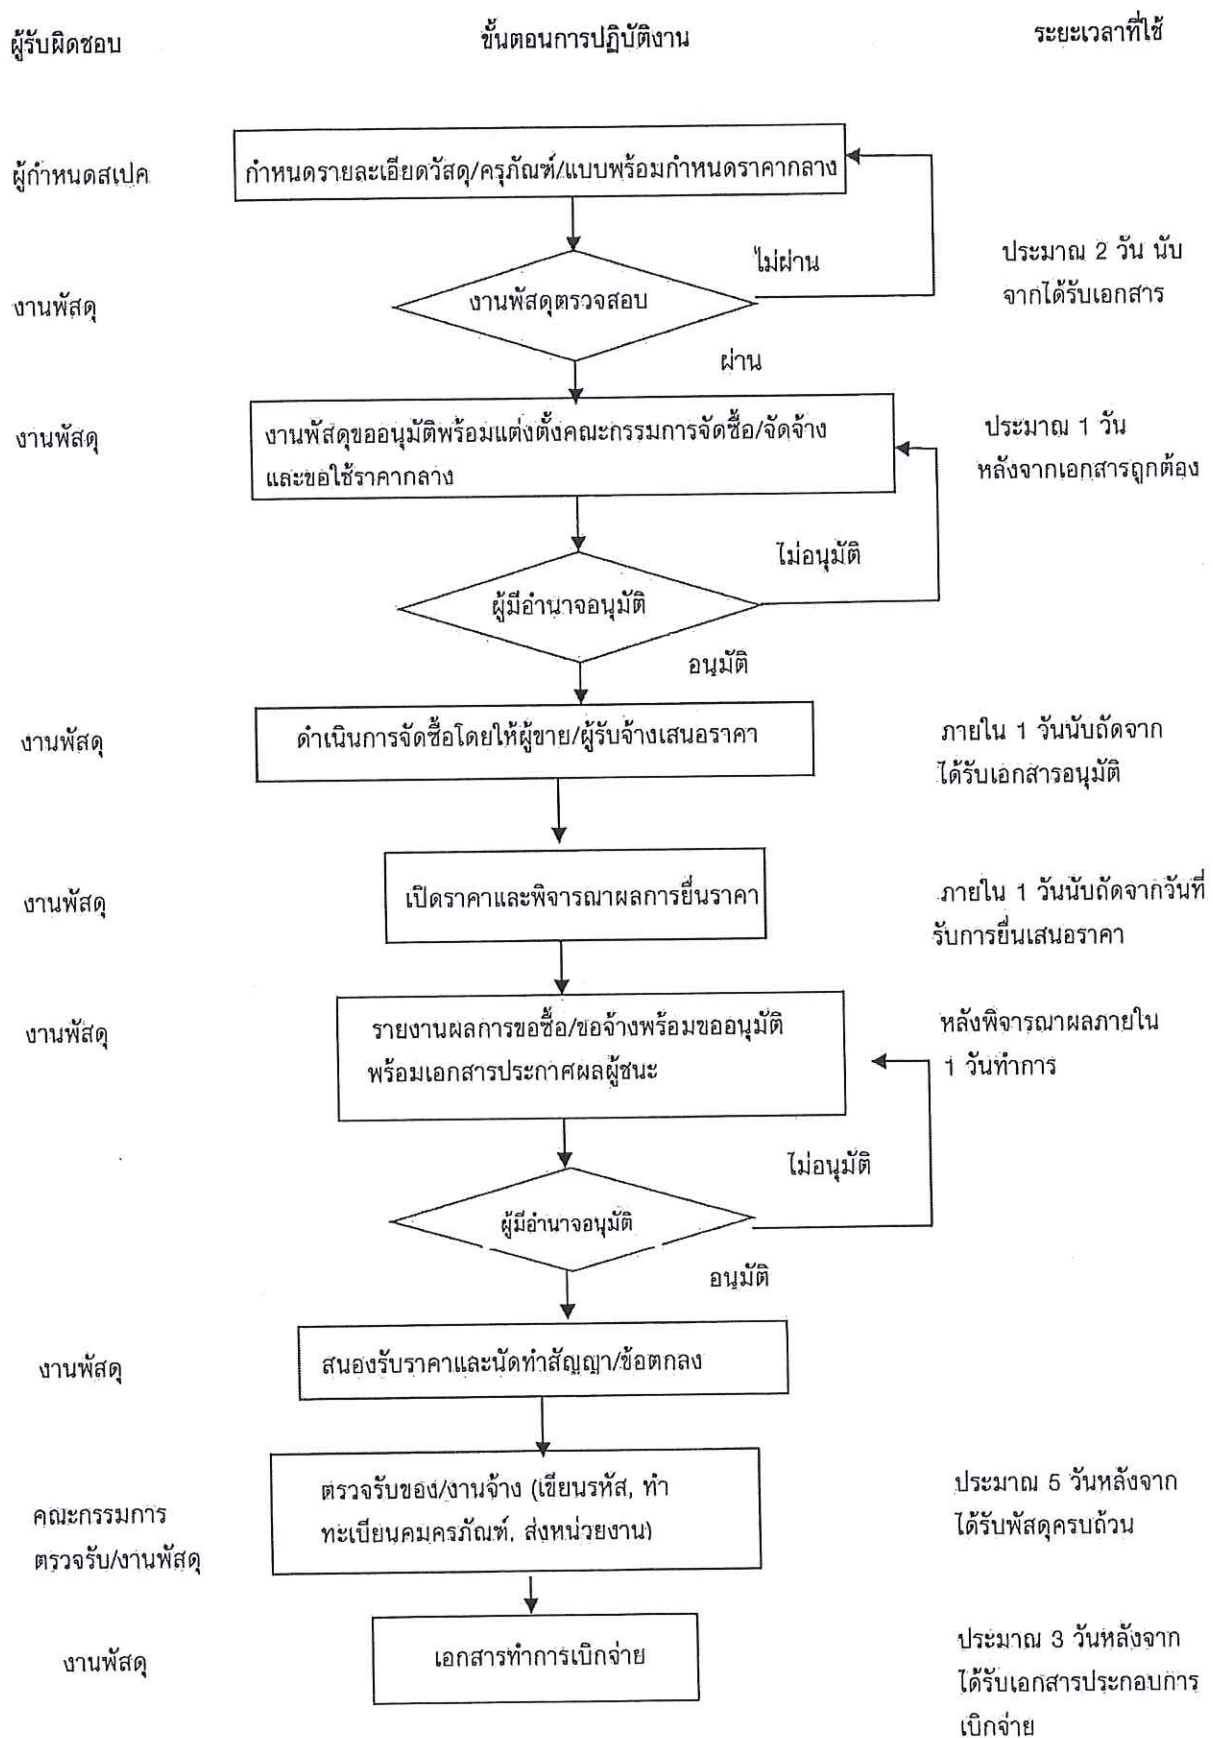 ผู้รับผิดชอบ
ขั้นตอนการปฏิบัติงาน
ระยะเวลาที่ใช้
ผู้กำหนดสเปค
กำหนดรายละเอียดวัสดุ/ครุภัณฑ์/แบบพร้อมกำหนดราคากลาง
งานพัสดุ
งานพัสดุตรวจสอบ
ไม่ผ่าน
ประมาณ 2 วัน นับ
จากได้รับเอกสาร
ผ่าน
งานพัสดุ
งานพัสดุขออนุมัติพร้อมแต่งตั้งคณะกรรมการจัดซื้อ/จัดจ้าง
และขอใช้ราคากลาง
ประมาณ 1 วัน
หลังจากเอกสารถูกต้อง
ไม่อนุมัติ
ผู้มีอำนาจอนุมัติ
อนุมัติ
งานพัสดุ
ดำเนินการจัดซื้อโดยให้ผู้ขาย/ผู้รับจ้างเสนอราคา
ภายใน 1 วันนับถัดจาก
ได้รับเอกสารอนุมัติ
งานพัสดุ
เปิดราคาและพิจารณาผลการยื่นราคา
ภายใน 1 วันนับถัดจากวันที่
รับการยื่นเสนอราคา
งานพัสดุ
รายงานผลการขอซื้อ/ขอจ้างพร้อมขออนุมัติ
พร้อมเอกสารประกาศผลผู้ชนะ
หลังพิจารณาผลภายใน
1 วันทำการ
ไม่อนุมัติ
ผู้มีอำนาจอนุมัติ
อนุมัติ
งานพัสดุ
สนองรับราคาและนัดทำสัญญา/ข้อตกลง
คณะกรรมการ
ตรวจรับ/งานพัสดุ
ตรวจรับของ/งานจ้าง (เขียนรหัส, ทำ
ทะเบียนคุมครุภัณฑ์, ส่งหน่วยงาน)
ประมาณ 5 วันหลังจาก
ได้รับพัสดุครบถ้วน
งานพัสดุ
เอกสารทำการเบิกจ่าย
ประมาณ 3 วันหลังจาก
ได้รับเอกสารประกอบการ
เบิกจ่าย